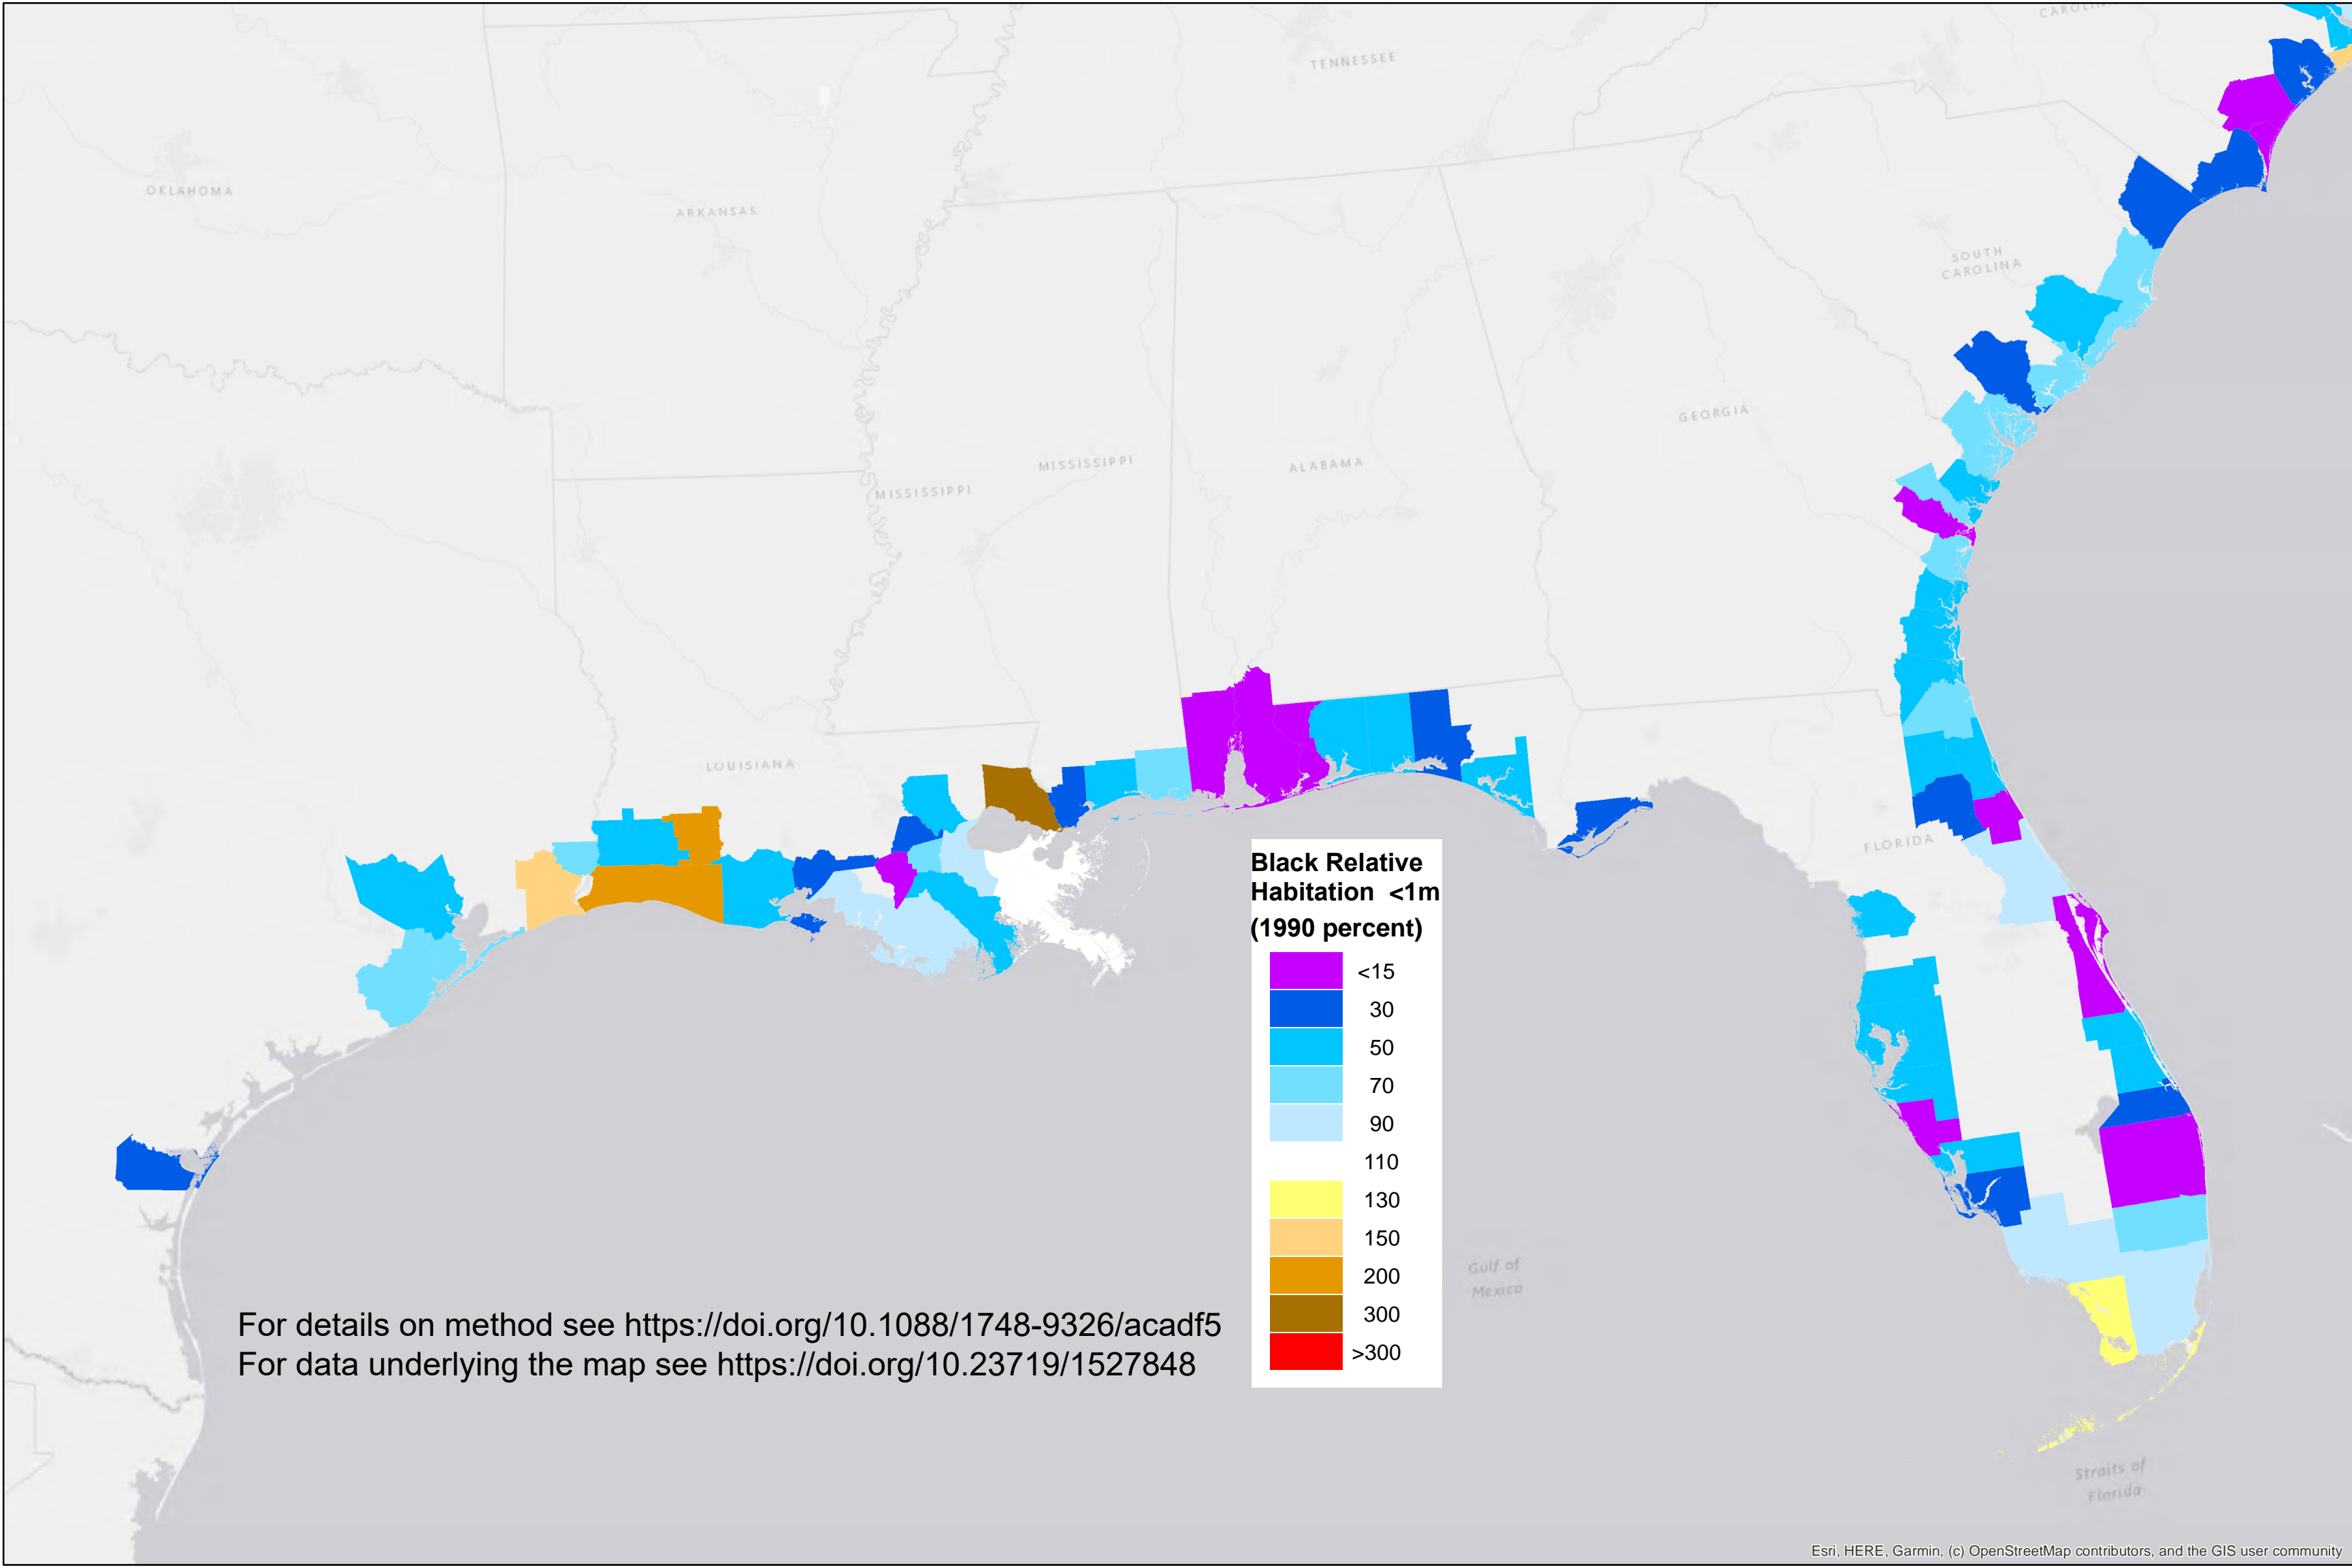 CAROLIN
TENNESSEE
OKLAHOMA
ARKANSAS
SOUTH
CAROLINA
GEORGIA
MISSISSIPPI
ALABAMA
MISSISSIPPI
LOUISIANA
FLORIDA
Black Relative
Habitation <1m
(1990 percent)
<15
30
50
70
90
110
130
150
200
300
>300
Gulf of
Mexico
For details on method see https://doi.org/10.1088/1748-9326/acadf5
For data underlying the map see https://doi.org/10.23719/1527848
Straits of
Florida
Esri, HERE, Garmin, (c) OpenStreetMap contributors, and the GIS user community